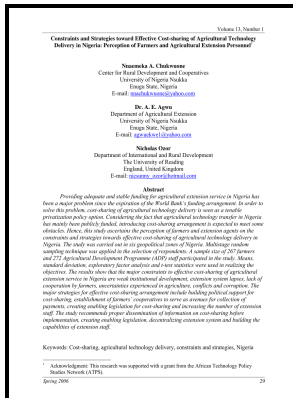 Volume 13, Number 1
Constraints and Strategies toward Effective Cost-sharing of Agricultural Technology
Delivery in Nigeria: Perception of Farmers and Agricultural Extension Personnel¹
Nnaemeka A. Chukwuone
Center for Rural Development and Cooperatives
University of Nigeria Nsukka
Enugu State, Nigeria
E-mail: nnachukwuone@yahoo.com
Dr. A. E. Agwu
Department of Agricultural Extension
University of Nigeria Nsukka
Enugu State, Nigeria
E-mail: agwuekwe1@yahoo.com
Nicholas Ozor
Department of International and Rural Development
The University of Reading
England, United Kingdom
E-mail: nicsunny_ozor@hotmail.com
Abstract
Providing adequate and stable funding for agricultural extension service in Nigeria has
been a major problem since the expiration of the World Bank's funding arrangement. In order to
solve this problem, cost-sharing of agricultural technology delivery is seen as a viable
privatization policy option. Considering the fact that agricultural technology transfer in Nigeria
has mainly been publicly funded, introducing cost-sharing arrangement is expected to meet some
obstacles. Hence, this study ascertains the perception of farmers and extension agents on the
constraints and strategies towards effective cost-sharing of agricultural technology delivery in
Nigeria. The study was carried out in six geopolitical zones of Nigeria. Multistage random
sampling technique was applied in the selection of respondents. A sample size of 267 farmers
and 272 Agricultural Development Programme (ADP) staff participated in the study. Means,
standard deviation, exploratory factor analysis and t-test statistics were used in realizing the
objectives. The results show that the major constraints to effective cost-sharing of agricultural
extension service in Nigeria are weak institutional development, extension system lapses, lack of
cooperation by farmers, uncertainties experienced in agriculture, conflicts and corruption. The
major strategies for effective cost-sharing arrangement include building political support for
cost-sharing, establishment of farmers' cooperatives to serve as avenues for collection of
payments, creating enabling legislation for cost-sharing and increasing the number of extension
staff. The study recommends proper dissemination of information on cost-sharing before
implementation, creating enabling legislation, decentralizing extension system and building the
capabilities of extension staff.
Keywords: Cost-sharing, agricultural technology delivery, constraints and strategies, Nigeria
¹ Acknowledgment: This research was supported with a grant from the African Technology Policy
Studies Network (ATPS).
Spring 2006 29